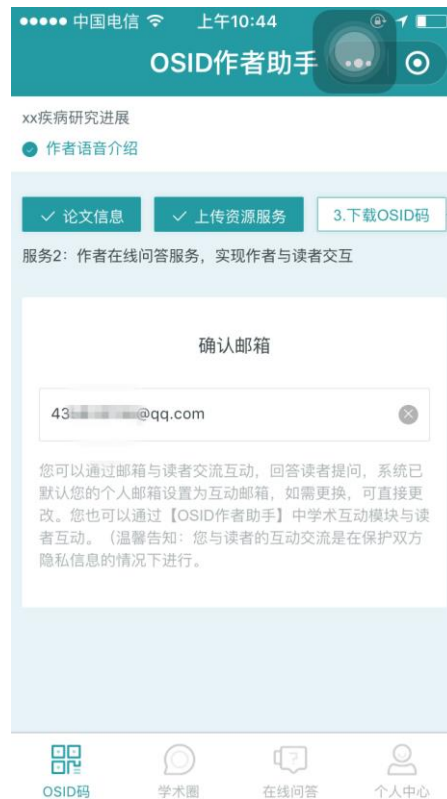 中国电信 上午10:44
OSID作者助手
xx疾病研究进展
作者语音介绍
论文信息 上传资源服务 3.下载OSID码
服务2：作者在线问答服务，实现作者与读者交互
确认邮箱
43 @qq.com
您可以通过邮箱与读者交流互动，回答读者提问，系统已
默认您的个人邮箱设置为互动邮箱，如需更换，可直接更
改。您也可以通过【OSID作者助手】中学术互动模块与读
者互动。（温馨告知：您与读者的互动交流是在保护双方
隐私信息的情况下进行。
OSID码 学术圈 在线问答 个人中心